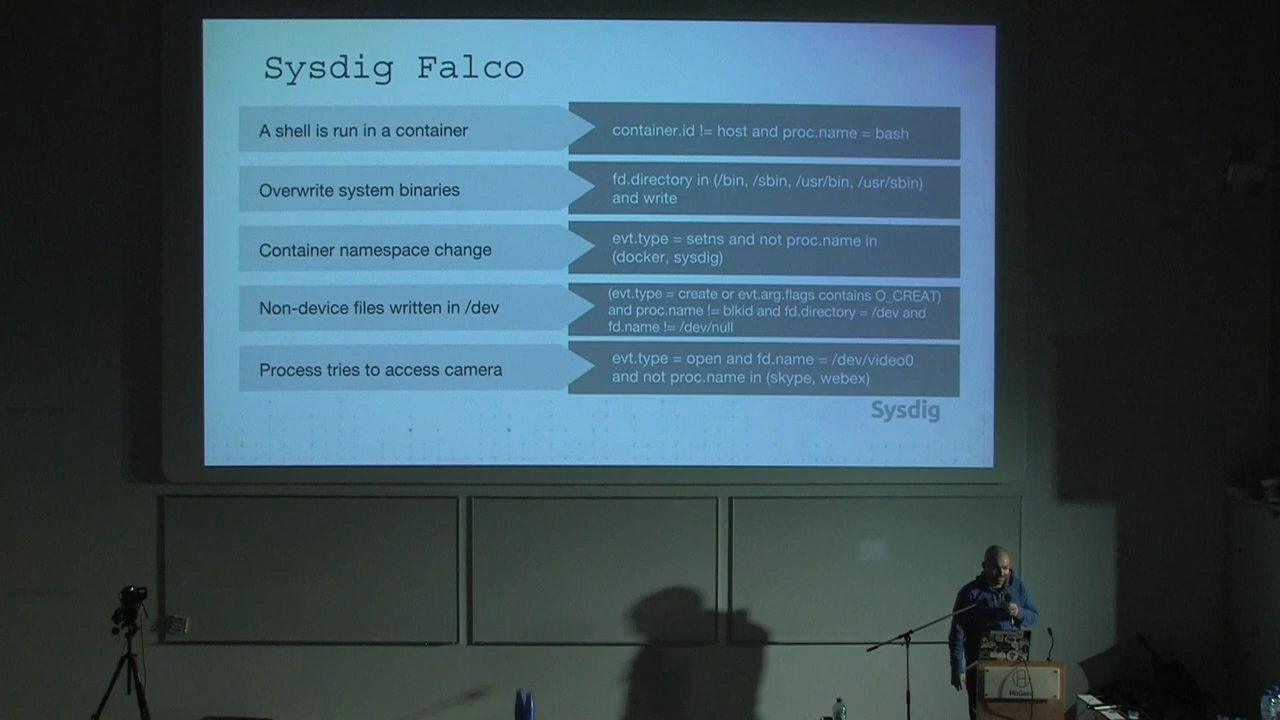 Sysdig Falco
A shell is run in a container
container.id != host and proc.name = bash
Overwrite system binaries
fd.directory in (/bin, /sbin, /usr/bin, /usr/sbin)
and write
Container namespace change
evt.type = setns and not proc.name in
(docker, sysdig)
Non-device files written in /dev
(evt.type = create or evt.arg.flags contains O_CREAT)
and proc.name != blkid and fd.directory = /dev and
fd.name != /dev/null
Process tries to access camera
evt.type = open and fd.name = /dev/video0
and not proc.name in (skype, webex)
Sysdig
HoGent